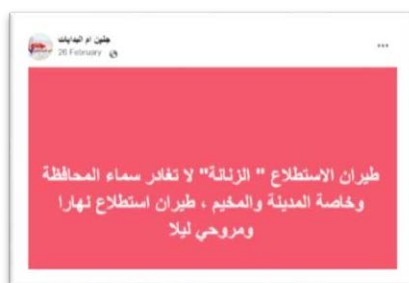 جنين ام البدايات
26 February
طيران الاستطلاع " الزنانة" لا تغادر سماء المحافظة
وخاصة المدينة والمخيم ، طيران استطلاع نهارا
ومروحي ليلا